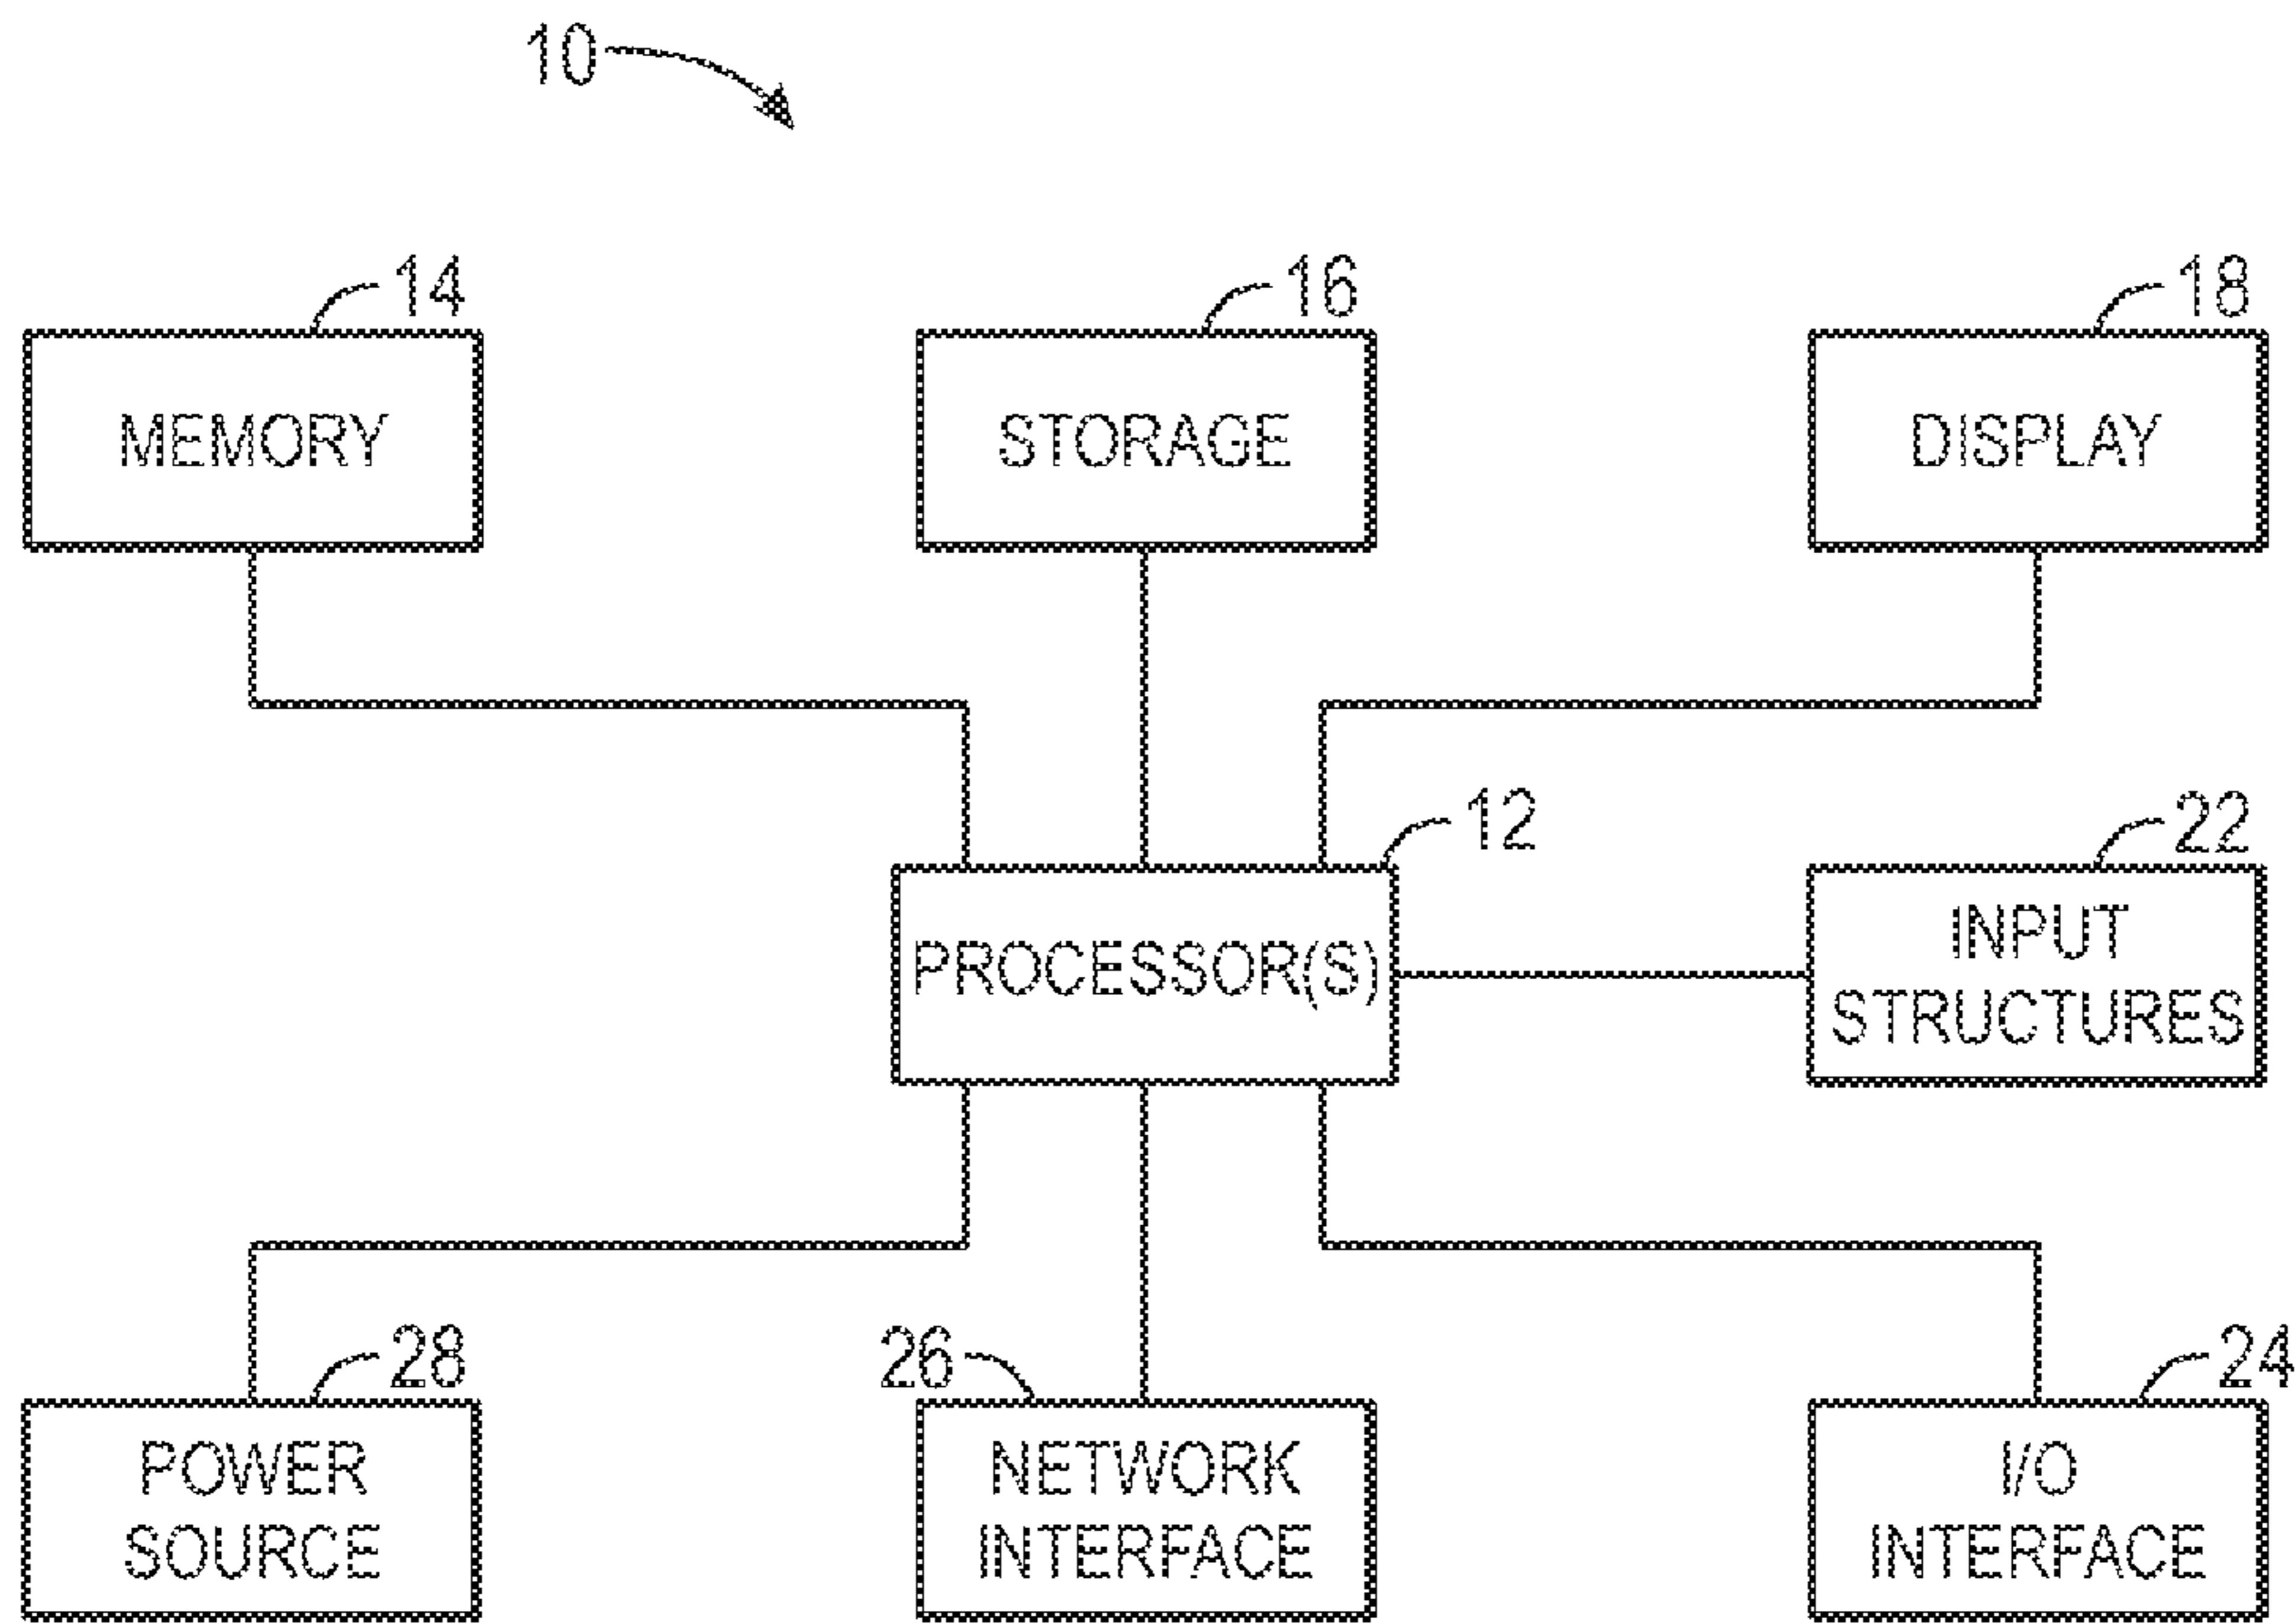 10
14
16
18
MEMORY
STORAGE
DISPLAY
12
22
PROCESSOR(S)
INPUT
STRUCTURES
28
26
24
POWER
SOURCE
NETWORK
INTERFACE
I/O
INTERFACE